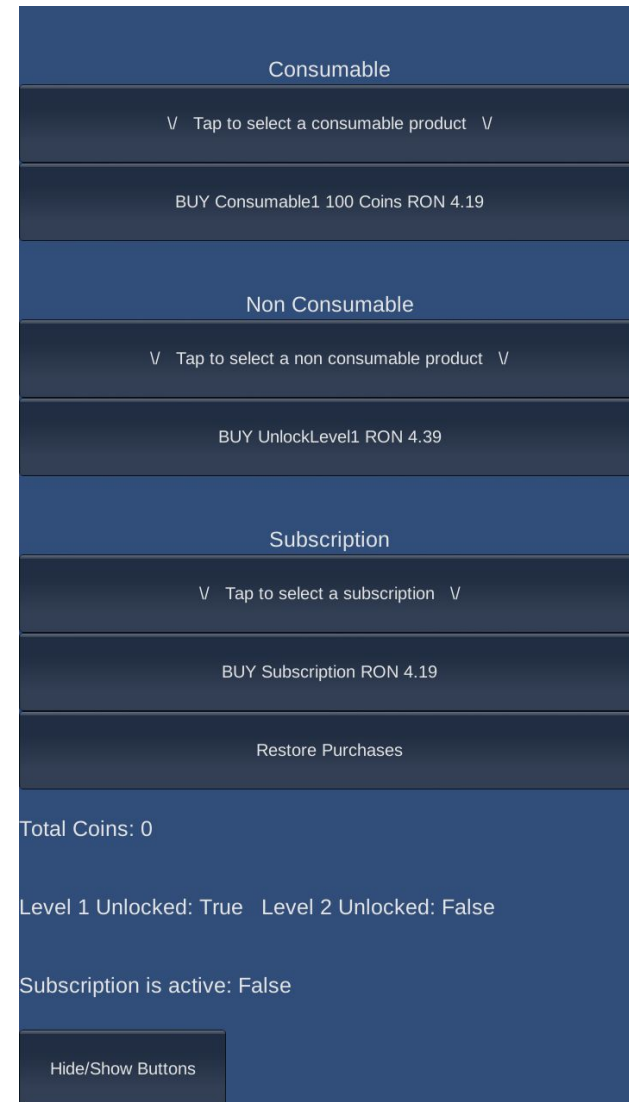 Consumable
\/ Tap to select a consumable product \/
BUY Consumable1 100 Coins RON 4.19
Non Consumable
\/ Tap to select a non consumable product \/
BUY UnlockLevel1 RON 4.39
Subscription
\/ Tap to select a subscription \/
BUY Subscription RON 4.19
Restore Purchases
Total Coins: 0
Level 1 Unlocked: True Level 2 Unlocked: False
Subscription is active: False
Hide/Show Buttons